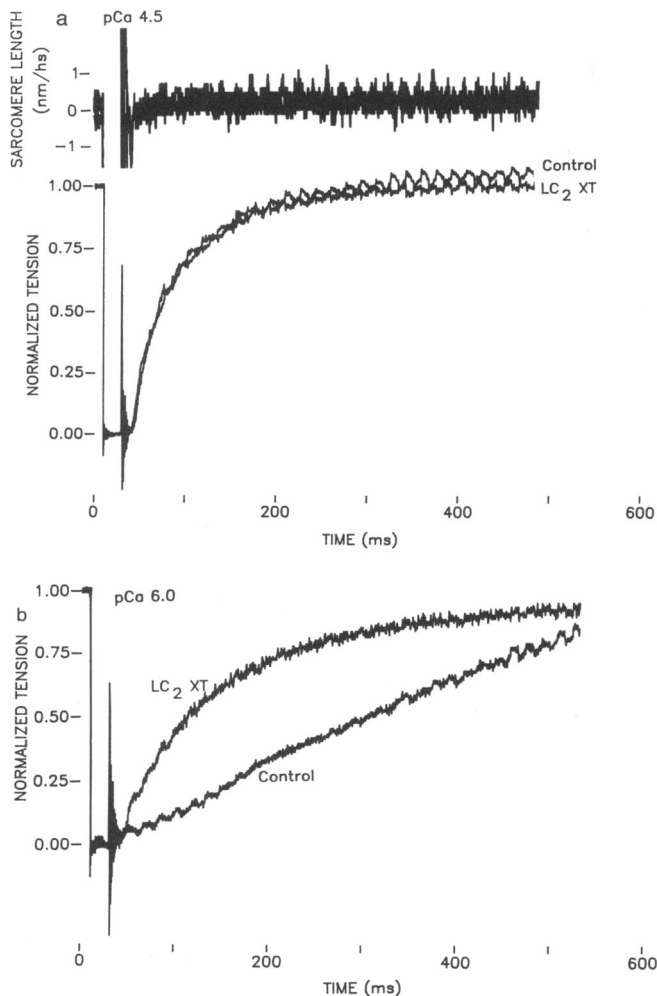 a
pCa 4.5
SARCOMERE LENGTH
(nm/hs)
1
0
-1
Control
LC2 XT
1.00
0.75
0.50
0.25
0.00
NORMALIZED TENSION
0
200
400
600
TIME (ms)
b
pCa 6.0
1.00
0.75
0.50
0.25
0.00
NORMALIZED TENSION
LC2 XT
Control
0
200
400
600
TIME (ms)